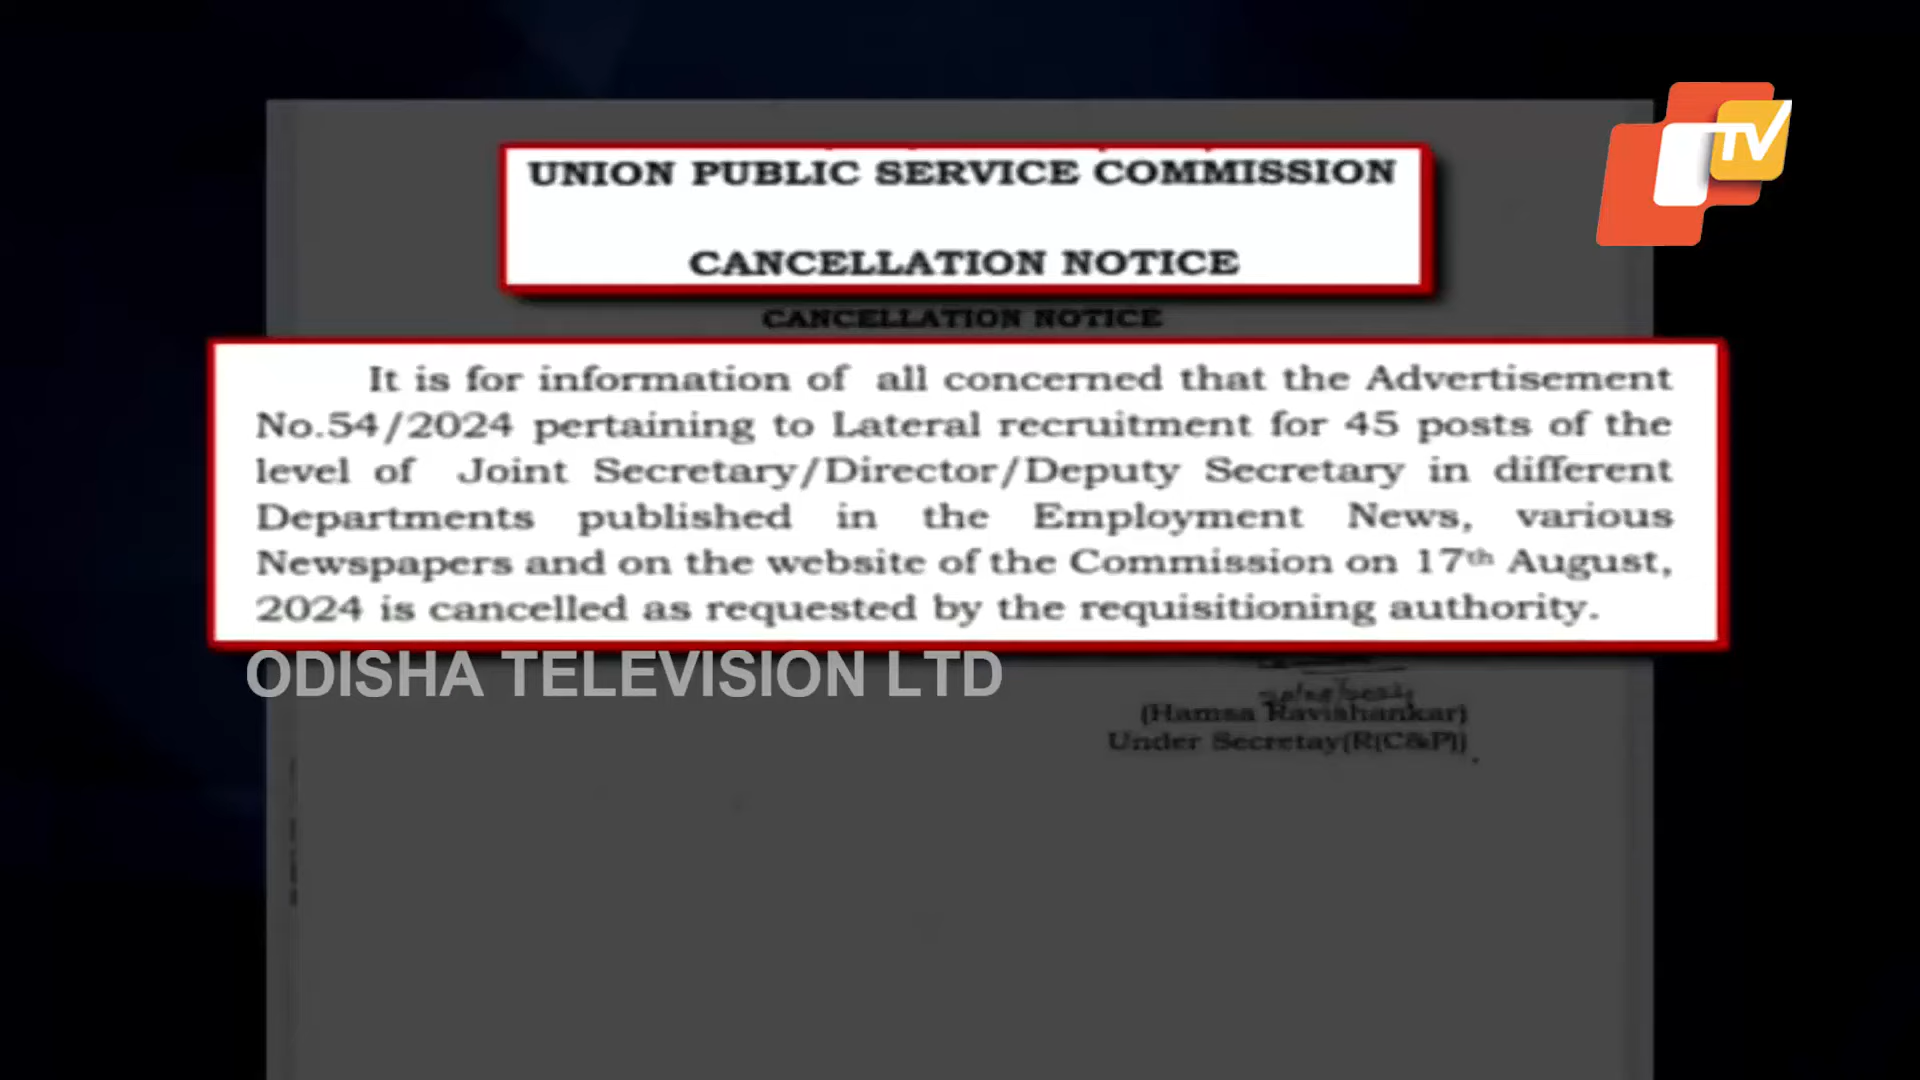 TV
UNION PUBLIC SERVICE COMMISSION
CANCELLATION NOTICE
CANCELLATION NOTICE
It is for information of all concerned that the Advertisement
No.54/2024 pertaining to Lateral recruitment for 45 posts of the
level of Joint Secretary/Director/Deputy Secretary in different
Departments published in the Employment News, various
Newspapers and on the website of the Commission on 17th August,
2024 is cancelled as requested by the requisitioning authority.
ODISHA TELEVISION LTD
(Hamsa Ravishankar)
Under Secretay(R(C&P))